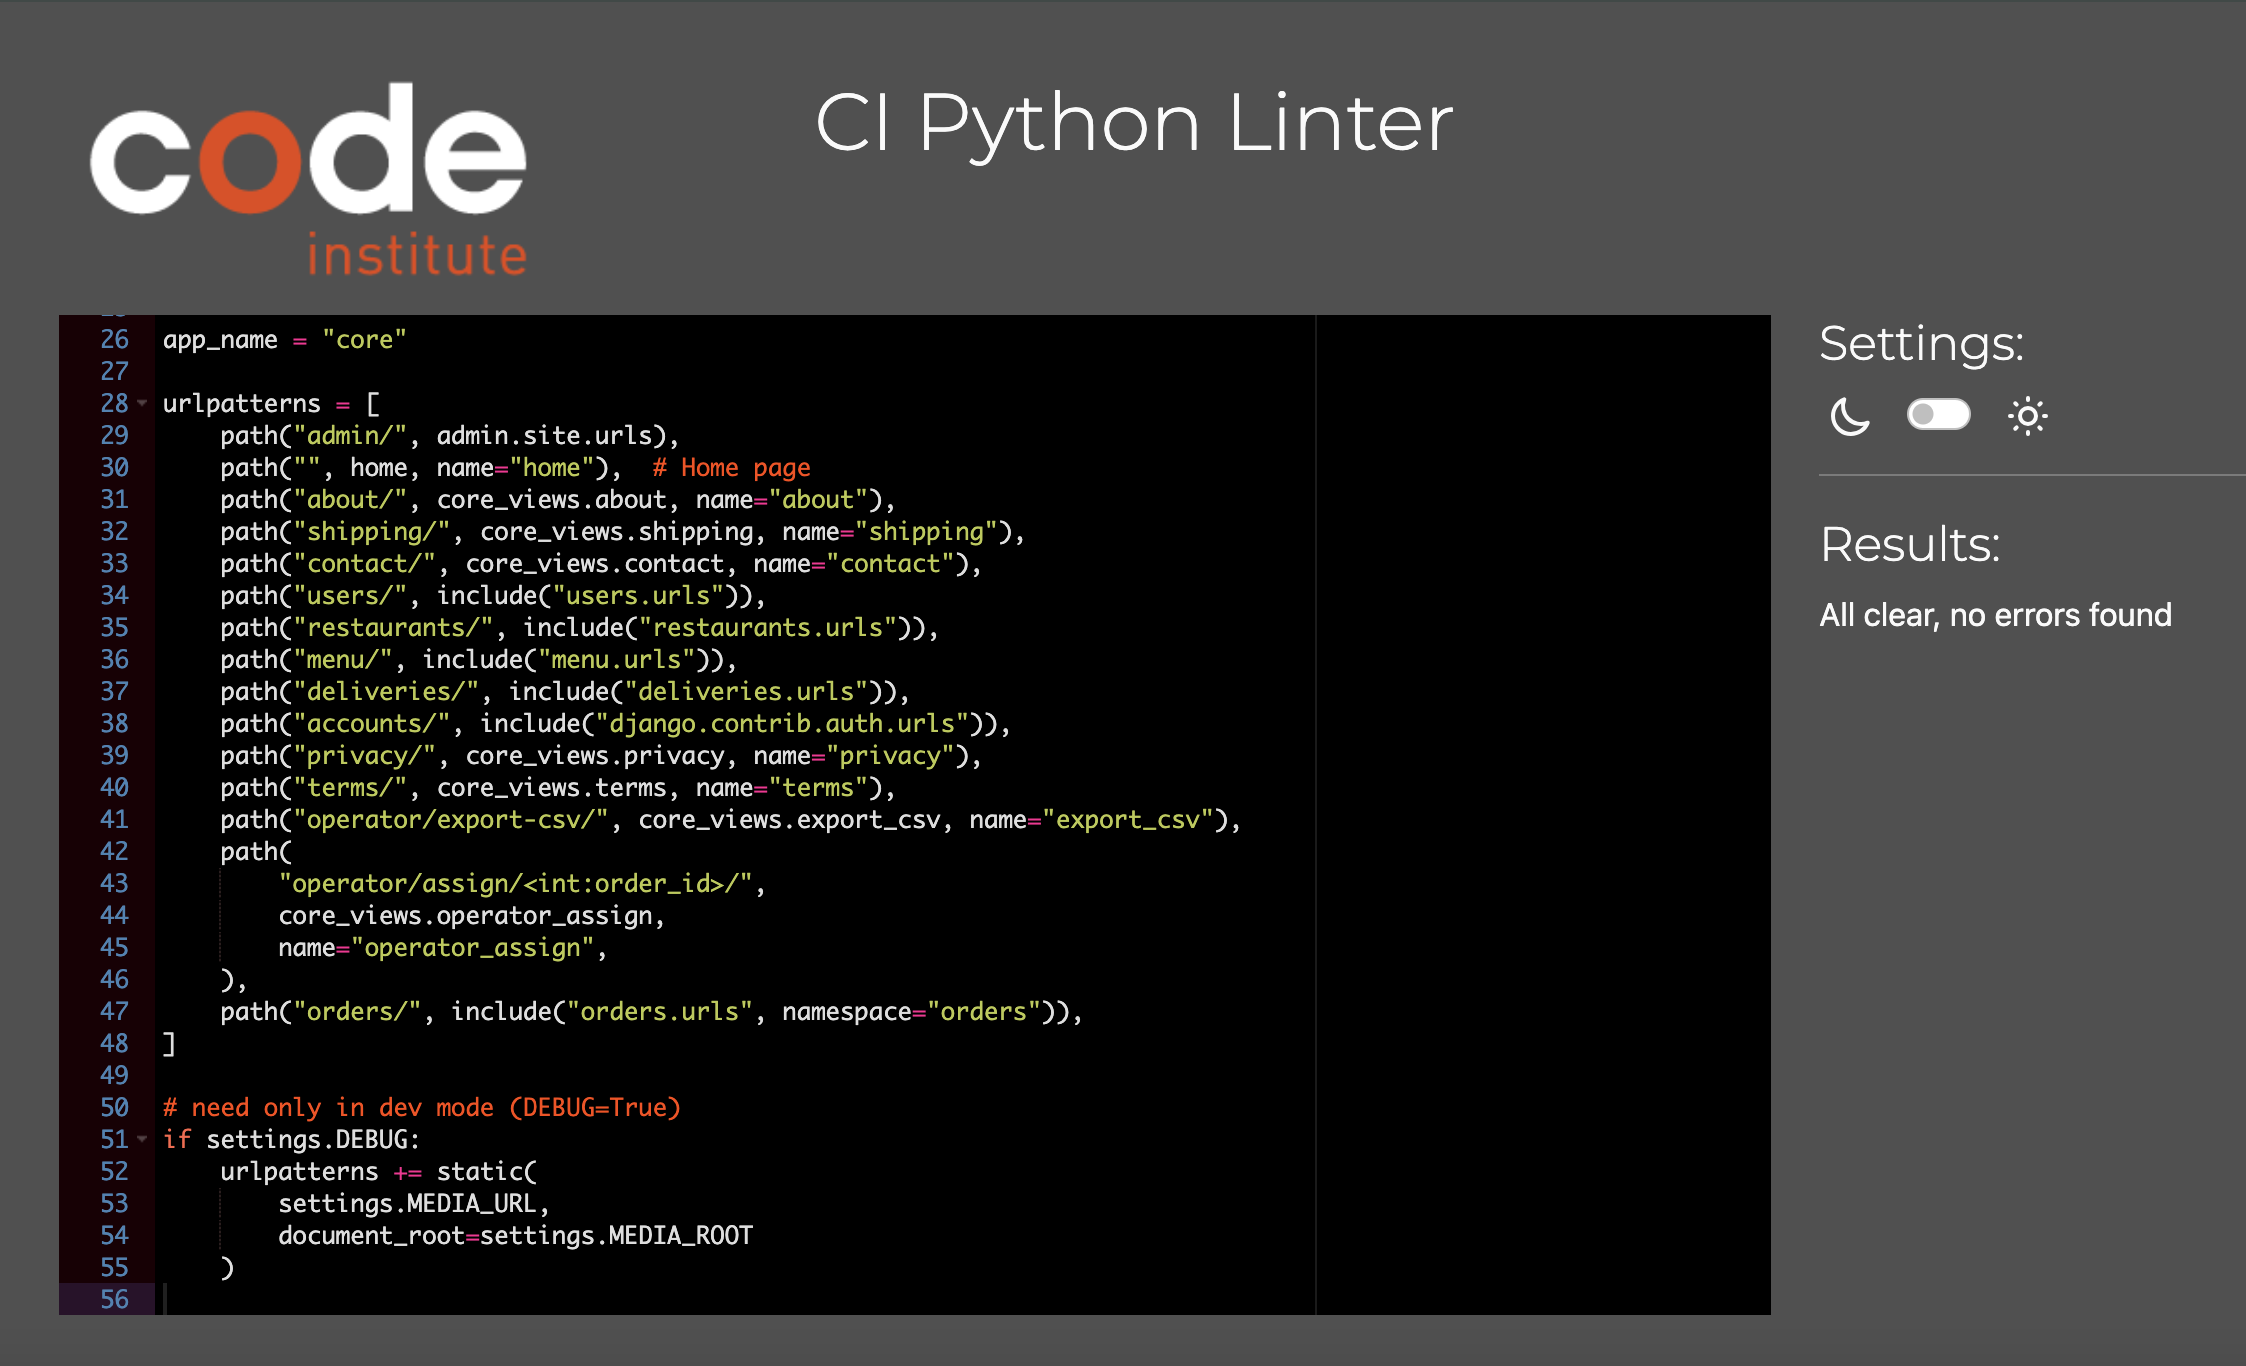 code
institute
CI Python Linter
26 app_name = "core"
27
28 urlpatterns = [
29     path("admin/", admin.site.urls),
30     path("", home, name="home"),  # Home page
31     path("about/", core_views.about, name="about"),
32     path("shipping/", core_views.shipping, name="shipping"),
33     path("contact/", core_views.contact, name="contact"),
34     path("users/", include("users.urls")),
35     path("restaurants/", include("restaurants.urls")),
36     path("menu/", include("menu.urls")),
37     path("deliveries/", include("deliveries.urls")),
38     path("accounts/", include("django.contrib.auth.urls")),
39     path("privacy/", core_views.privacy, name="privacy"),
40     path("terms/", core_views.terms, name="terms"),
41     path("operator/export-csv/", core_views.export_csv, name="export_csv"),
42     path(
43         "operator/assign/<int:order_id>/",
44         core_views.operator_assign,
45         name="operator_assign",
46     ),
47     path("orders/", include("orders.urls", namespace="orders")),
48 ]
49
50 # need only in dev mode (DEBUG=True)
51 if settings.DEBUG:
52     urlpatterns += static(
53         settings.MEDIA_URL,
54         document_root=settings.MEDIA_ROOT
55     )
56
Settings:
Results:
All clear, no errors found